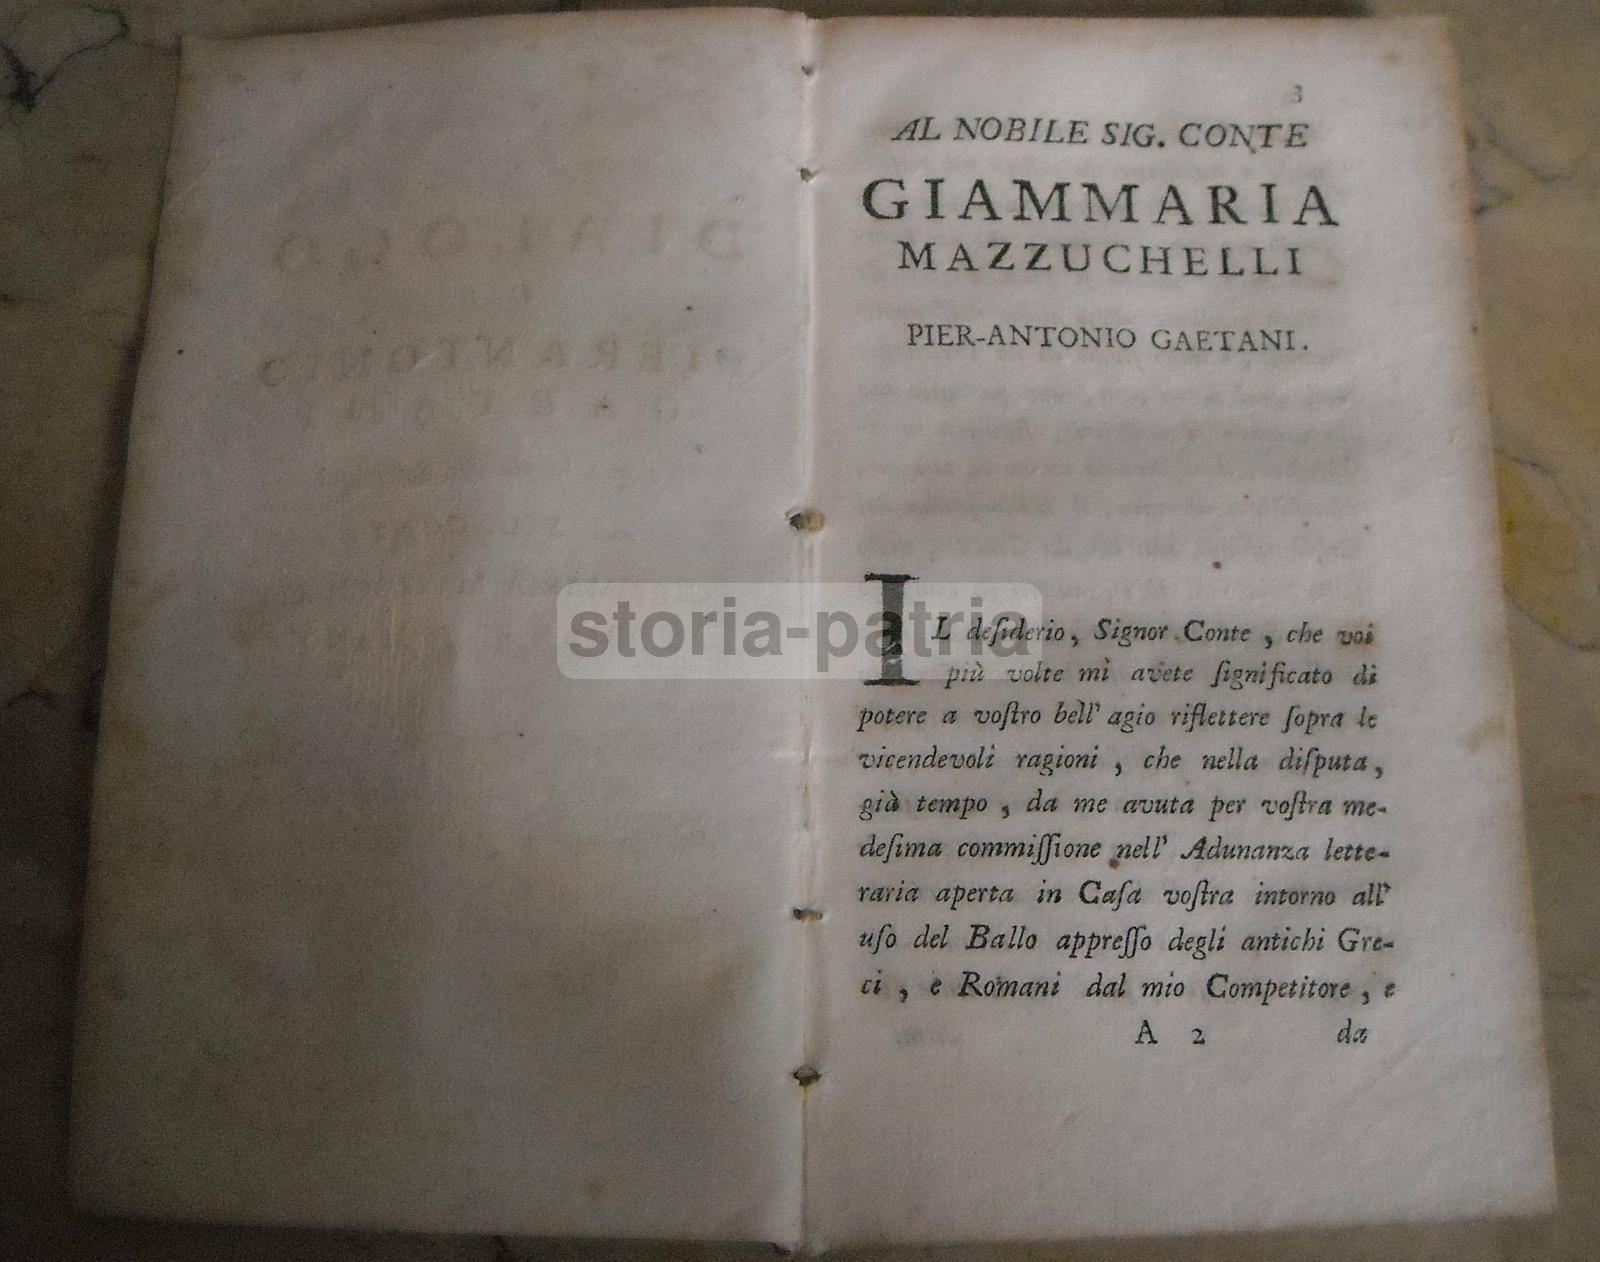 3
AL NOBILE SIG. CONTE
GIAMMARIA
MAZZUCHELLI
PIER-ANTONIO GAETANI.
IL deſiderio, Signor Conte, che voi
più volte mi avete ſignificato di
potere a voſtro bell' agio riflettere ſopra le
vicendevoli ragioni, che nella diſputa,
già tempo, da me avuta per voſtra me-
deſima commiſſione nell' Adunanza lette-
raria aperta in Caſa voſtra intorno all'
uſo del Ballo appreſſo degli antichi Gre-
ci, e Romani dal mio Competitore, e
A 2 da
storia-patria